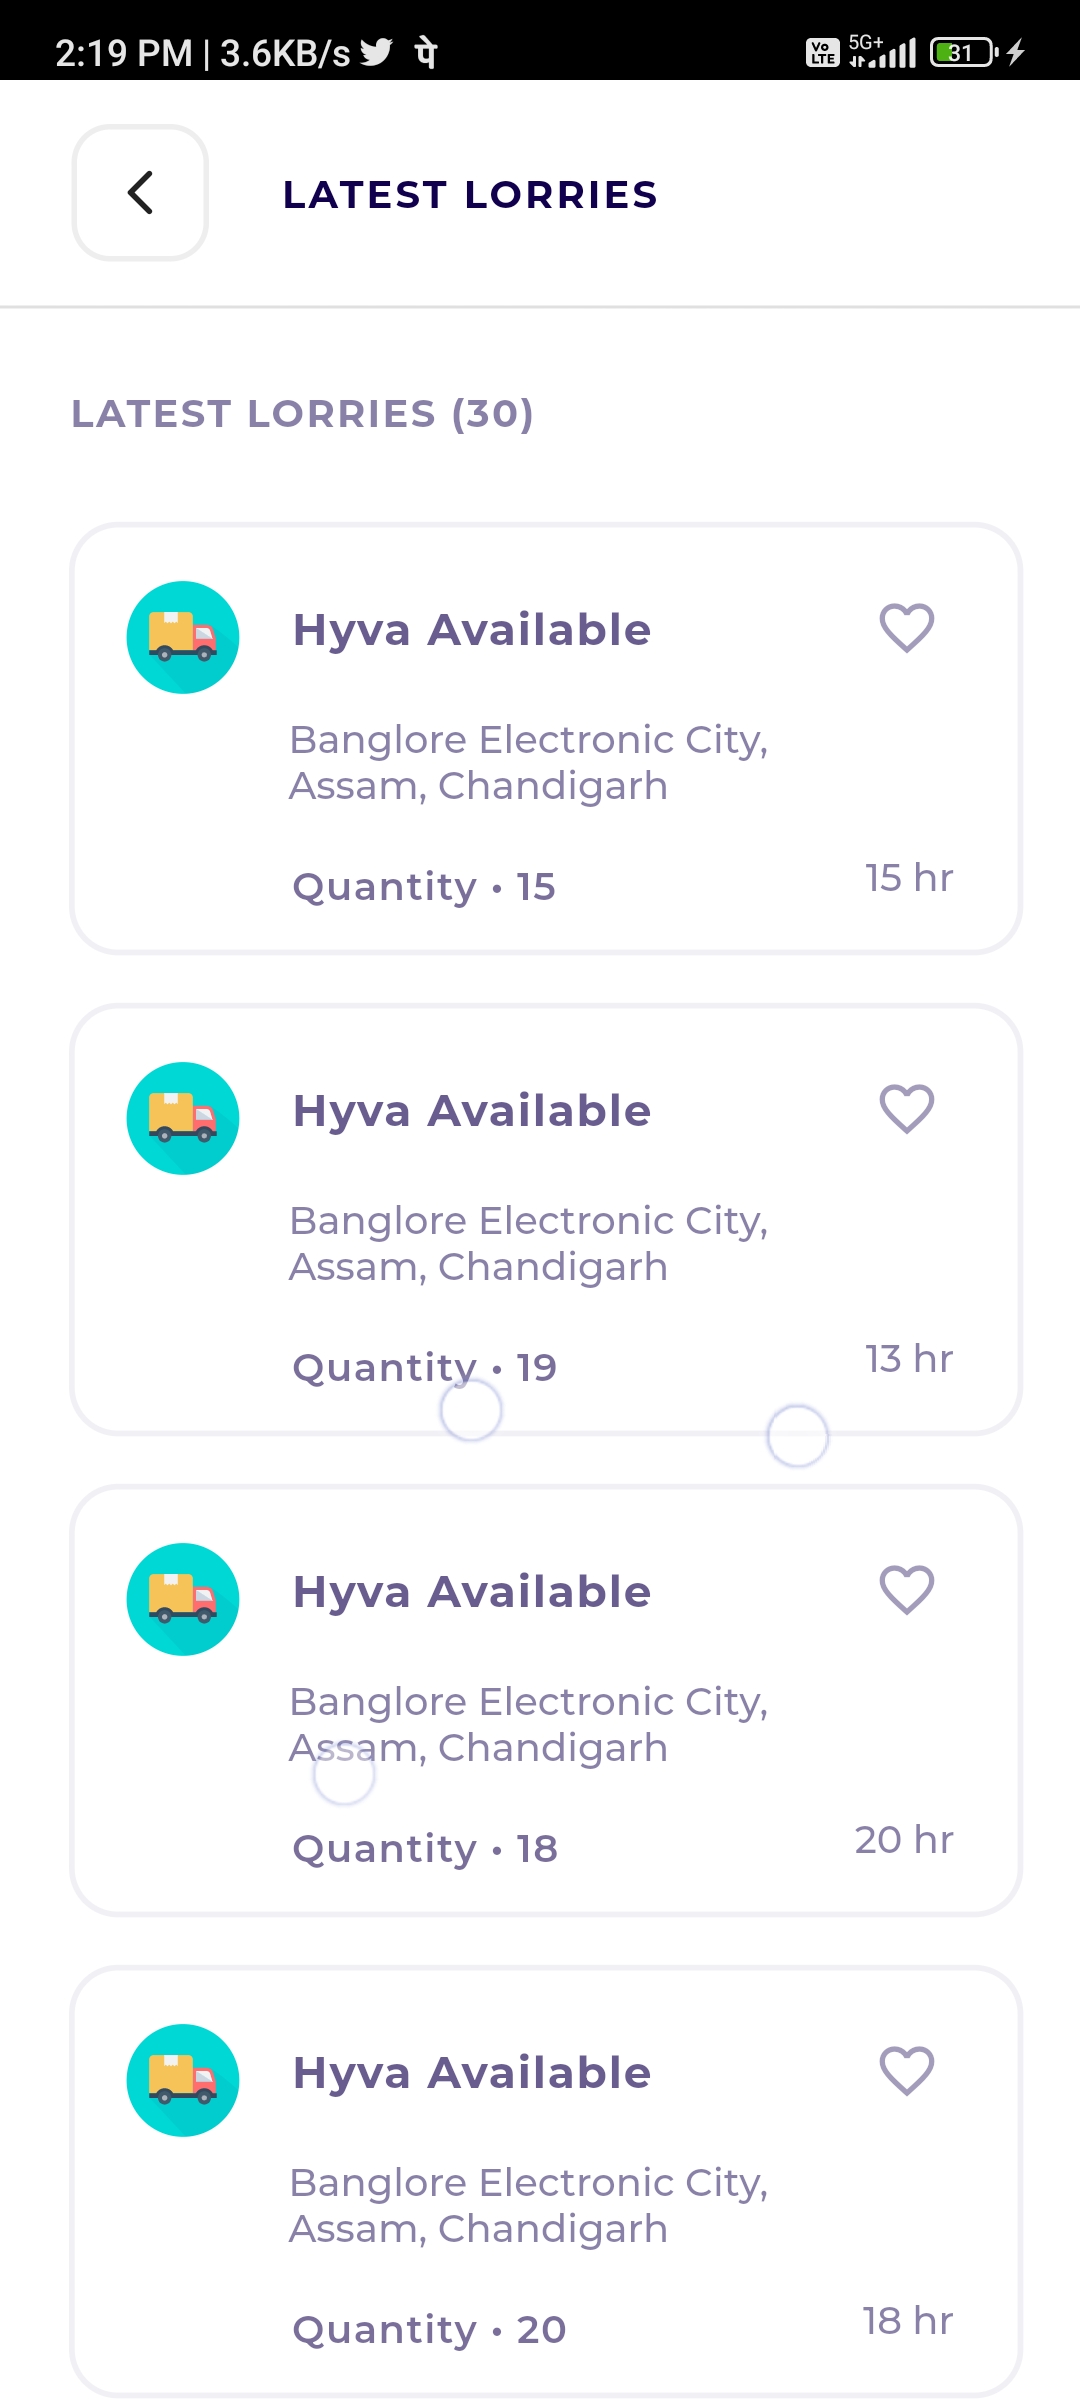 2:19 PM | 3.6KB/s पे Vo LTE 5G+ 31
LATEST LORRIES
LATEST LORRIES (30)
Hyva Available
Banglore Electronic City,
Assam, Chandigarh
Quantity • 15 15 hr
Hyva Available
Banglore Electronic City,
Assam, Chandigarh
Quantity • 19 13 hr
Hyva Available
Banglore Electronic City,
Assam, Chandigarh
Quantity • 18 20 hr
Hyva Available
Banglore Electronic City,
Assam, Chandigarh
Quantity • 20 18 hr